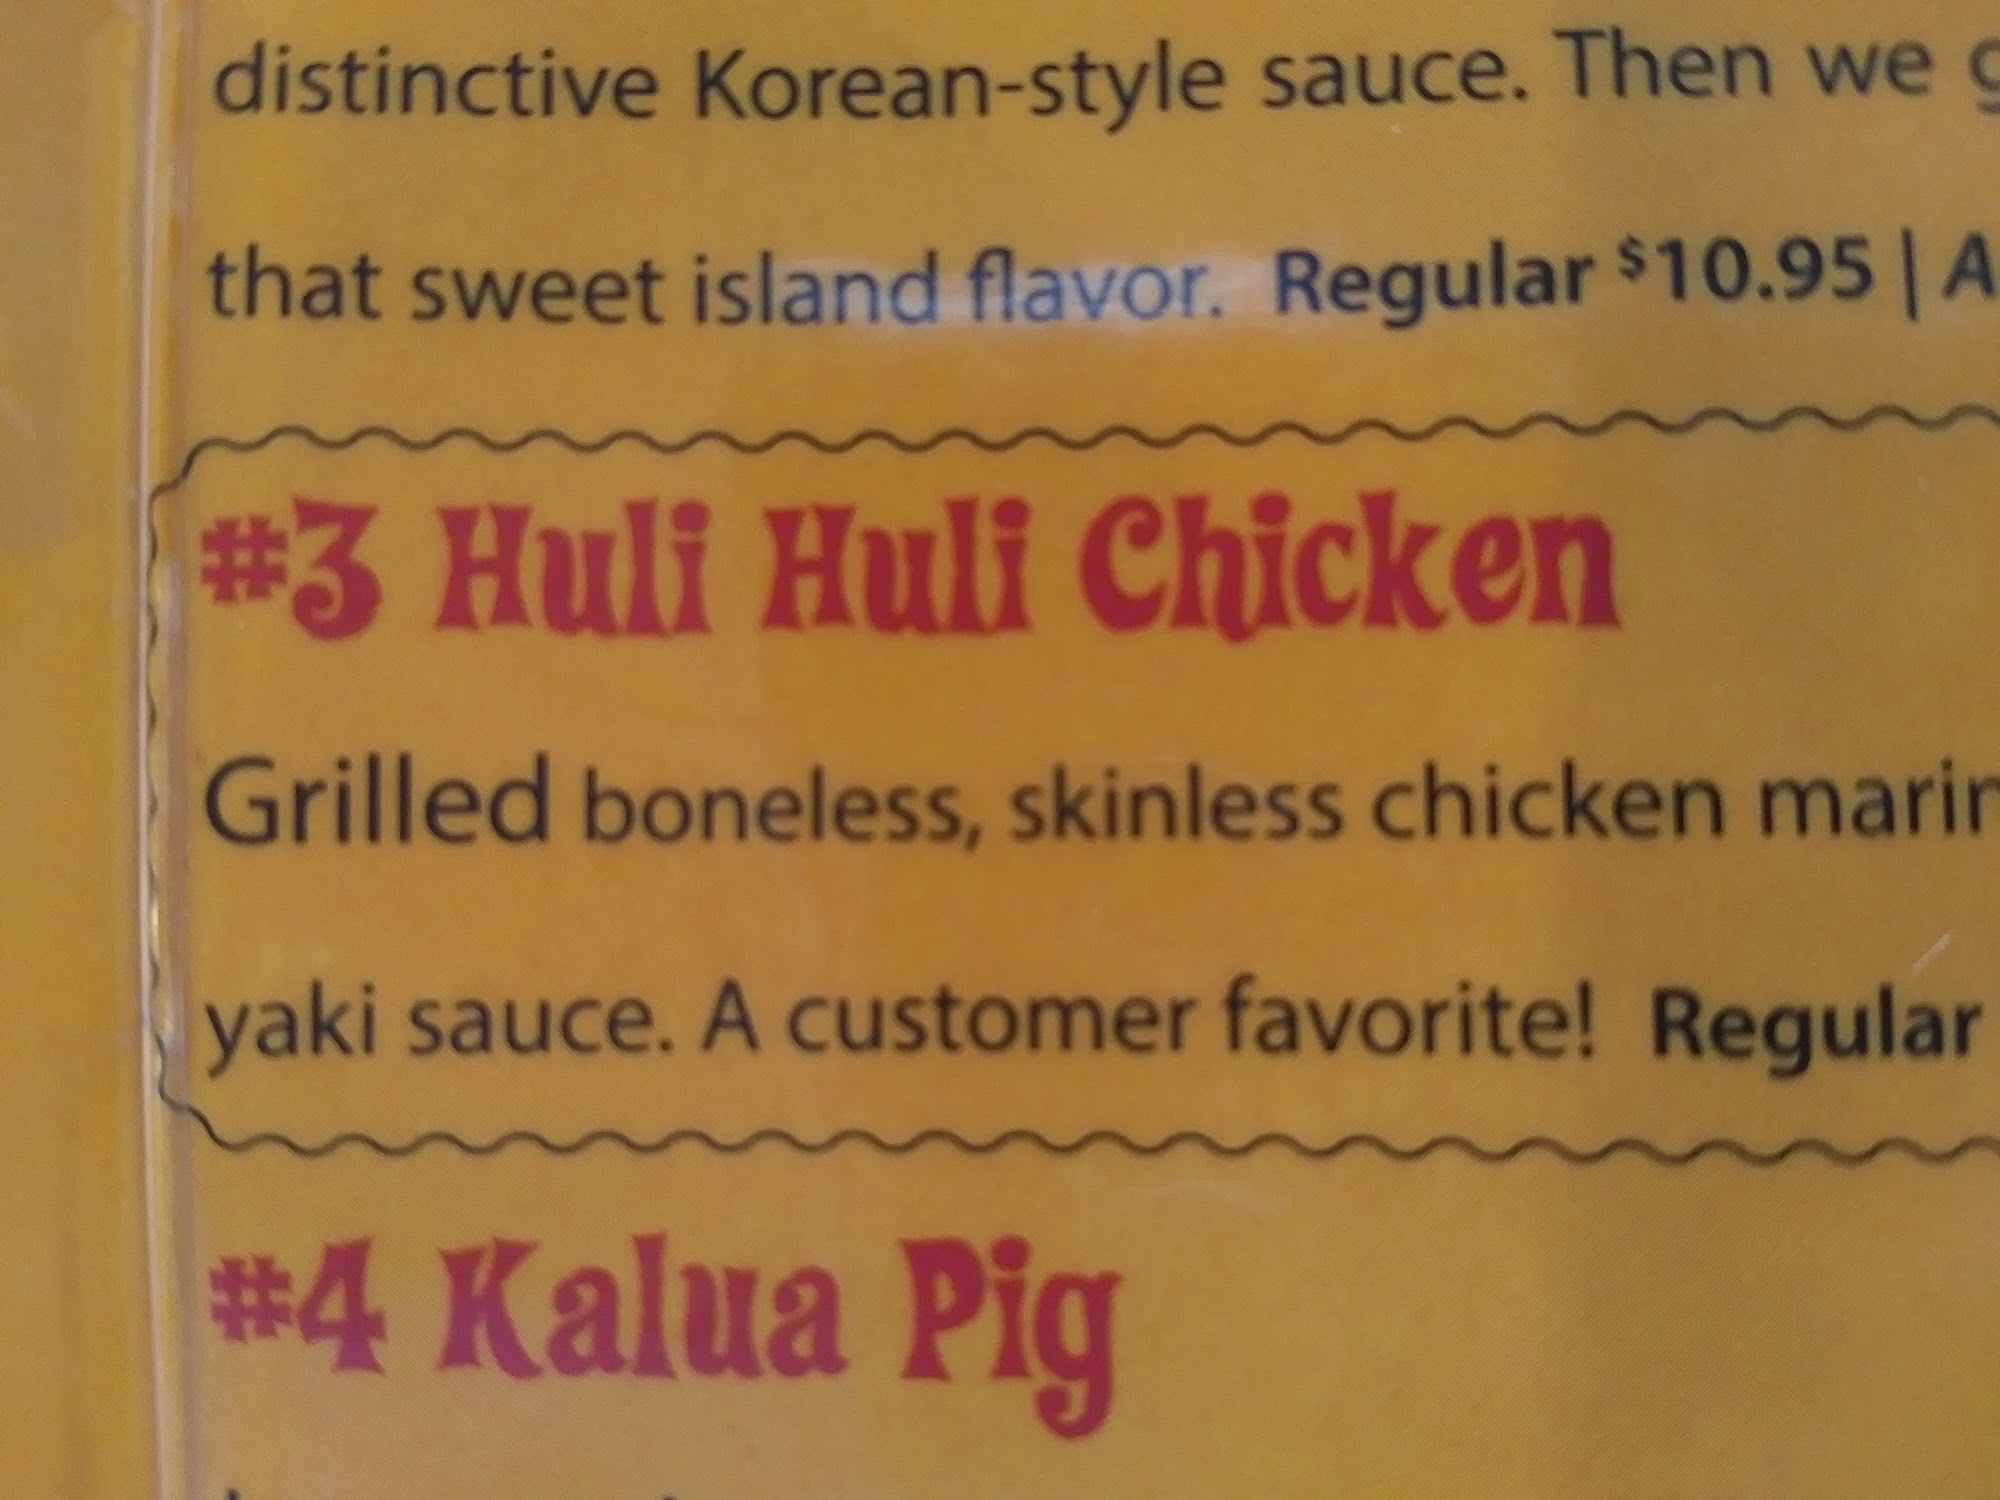 distinctive Korean-style sauce. Then we
that sweet island flavor. Regular $10.95 | A
#3 Huli Huli Chicken
Grilled boneless, skinless chicken
yaki sauce. A customer favorite! Regular
#4 Kalua Pig